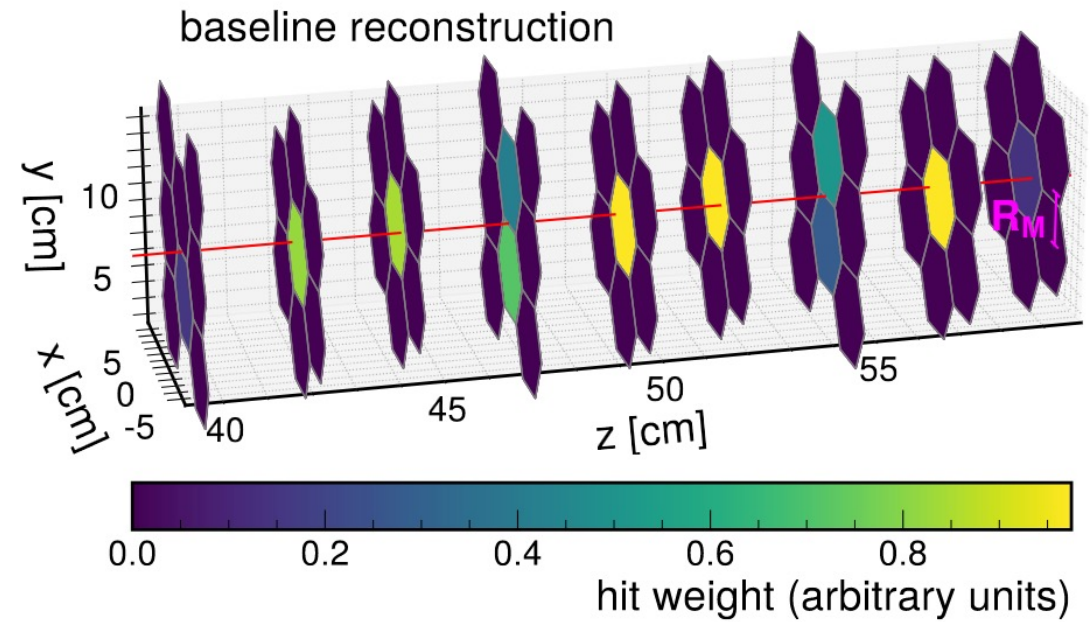 baseline reconstruction
y [cm]
10
5
x [cm]
5
0
-5
40
45
50
55
z [cm]
R_M
0.0 0.2 0.4 0.6 0.8
hit weight (arbitrary units)